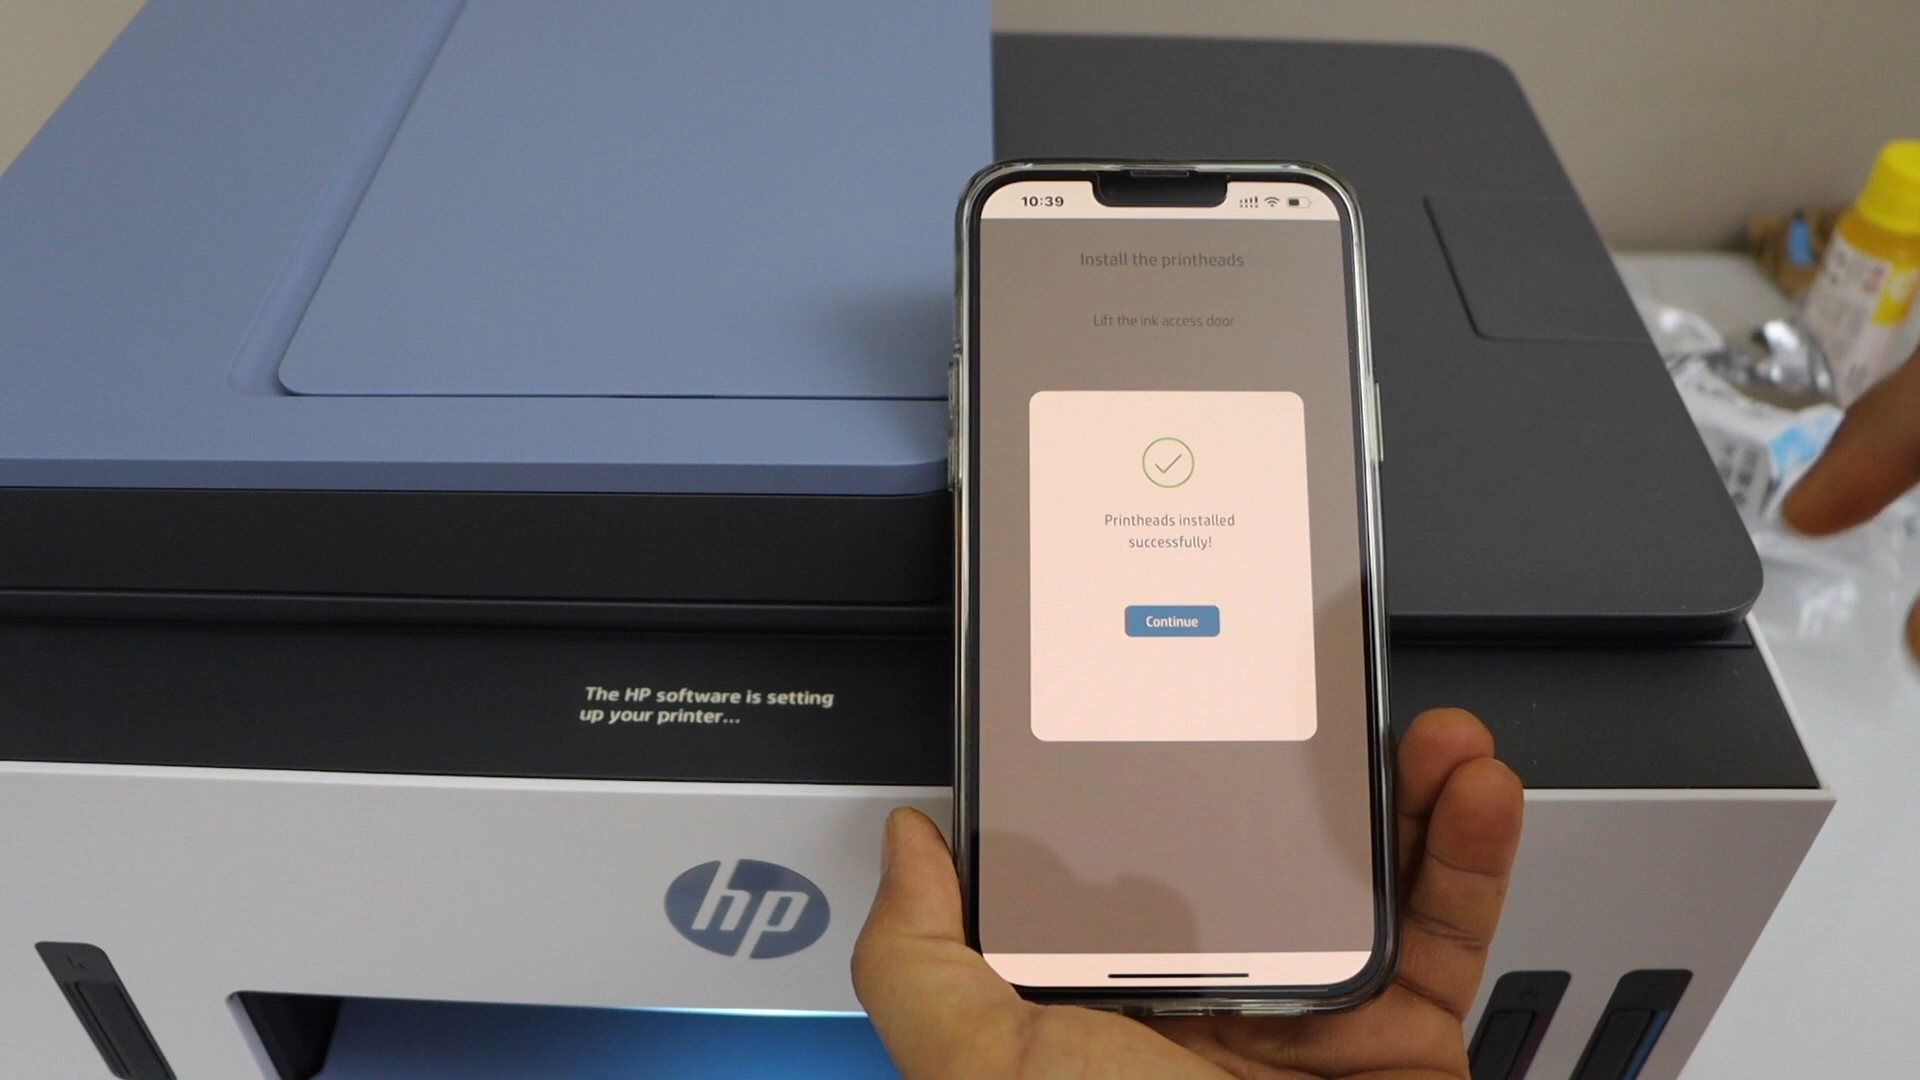 10:39
Install the printheads
Lift the ink access door
Printheads installed
successfully!
Continue
The HP software is setting
up your printer...
hp